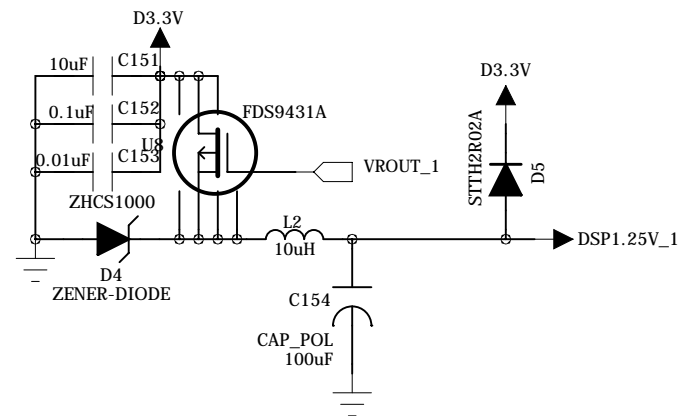 D3.3V
10uF
C151
0.1uF
C152
U8
0.01uF
C153
FDS9431A
VROUT_1
D3.3V
STTH2R02A
D5
ZHCS1000
D4
ZENER-DIODE
L2
10uH
DSP1.25V_1
C154
CAP_POL
100uF